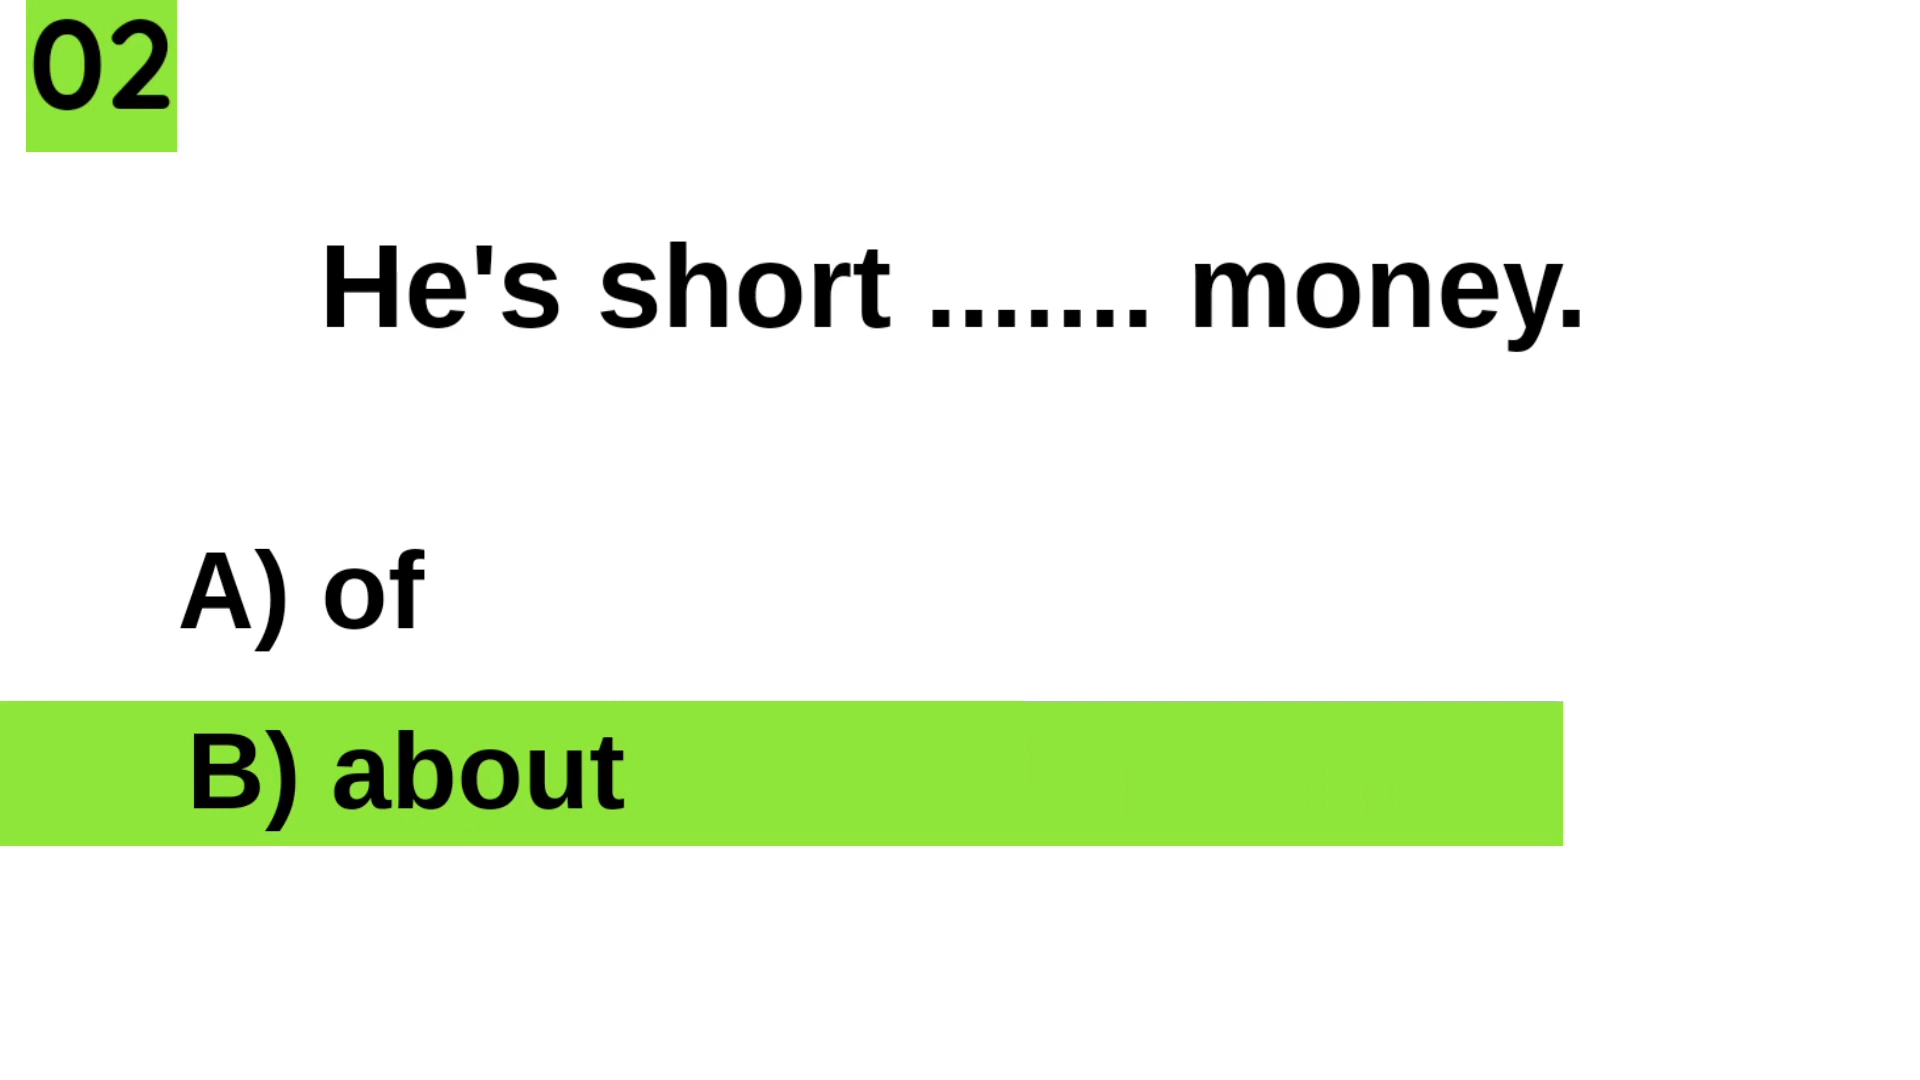 02
He's short ....... money.
A) of
B) about